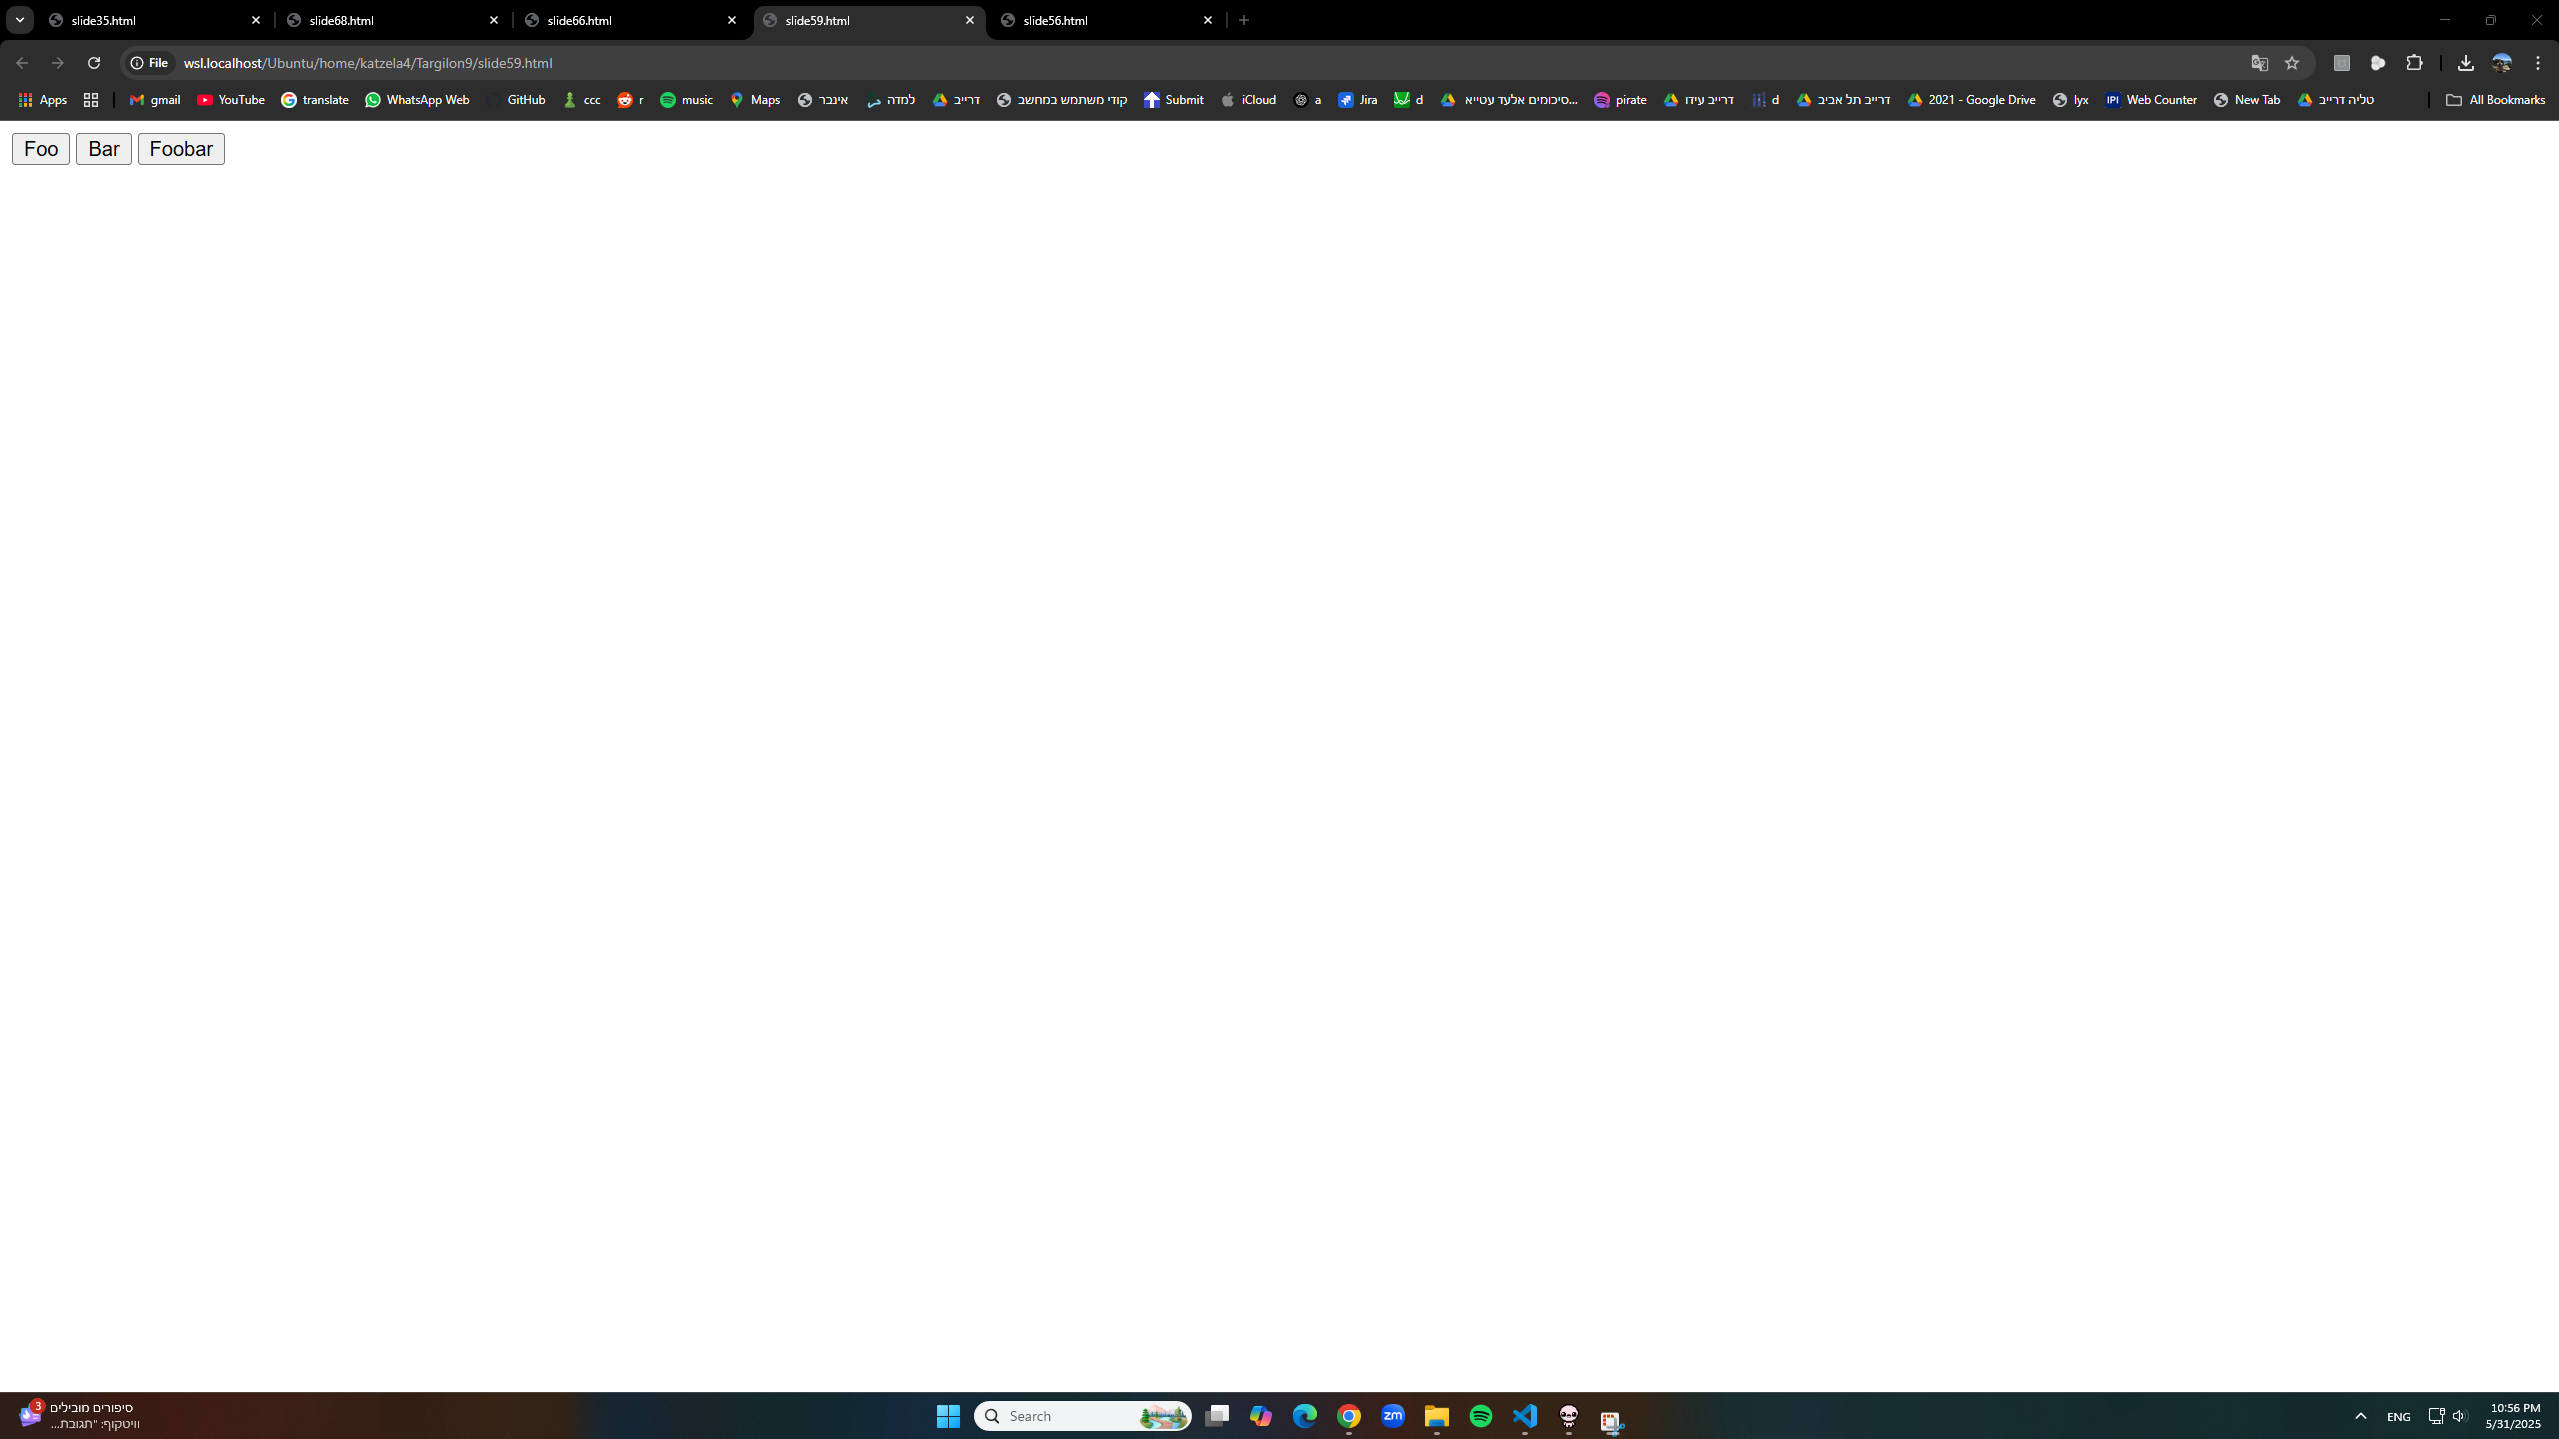 slide35.html
slide68.html
slide66.html
slide59.html
slide56.html
File wsl.localhost/Ubuntu/home/katzela4/Targilon9/slide59.html
Apps gmail YouTube translate WhatsApp Web GitHub ccc r music Maps אינבר למדה דרייב קודי משתמש במחשב Submit iCloud a Jira d סיכומים אלעד עטייא... pirate דרייב עידו d דרייב תל אביב 2021 - Google Drive lyx Web Counter New Tab טליה דרייב All Bookmarks
Foo Bar Foobar
3 סיפורים מובילים
וויטקוף: "תגובת...
Search
zm
ENG
10:56 PM
5/31/2025